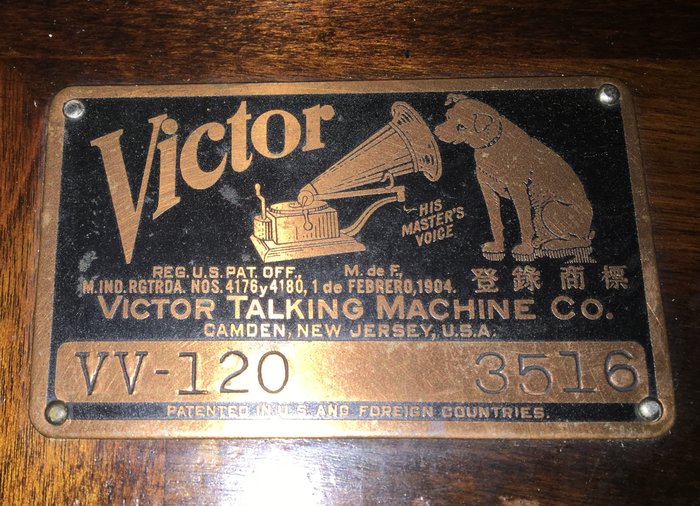 Victor
HIS
MASTER'S
VOICE
REG. U.S. PAT. OFF., M. de F.,
M.IND. RGTRDA. NOS. 4176 y 4180, 1 de FEBRERO, 1904. 登錄商標
VICTOR TALKING MACHINE CO.
CAMDEN, NEW JERSEY, U.S.A.
VV-120 3516
PATENTED IN U.S. AND FOREIGN COUNTRIES.